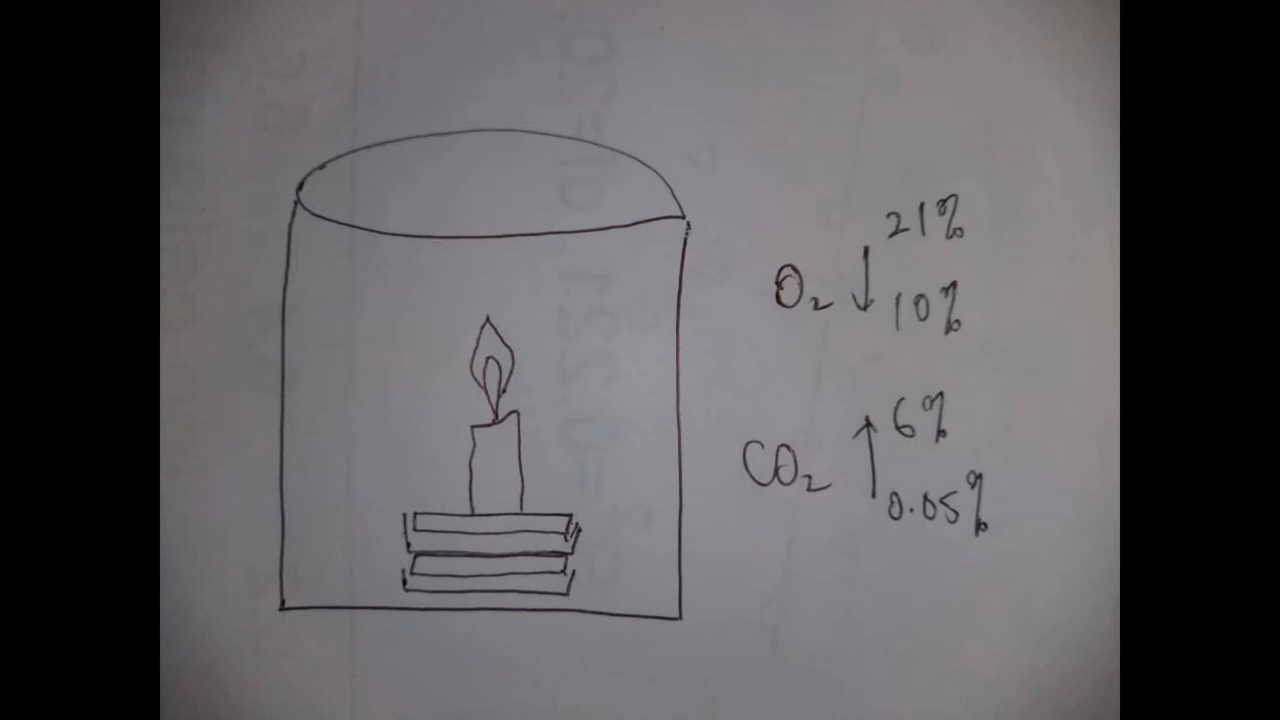 21%
O₂ ↓ 10%
6%
CO₂ ↑
0.05%